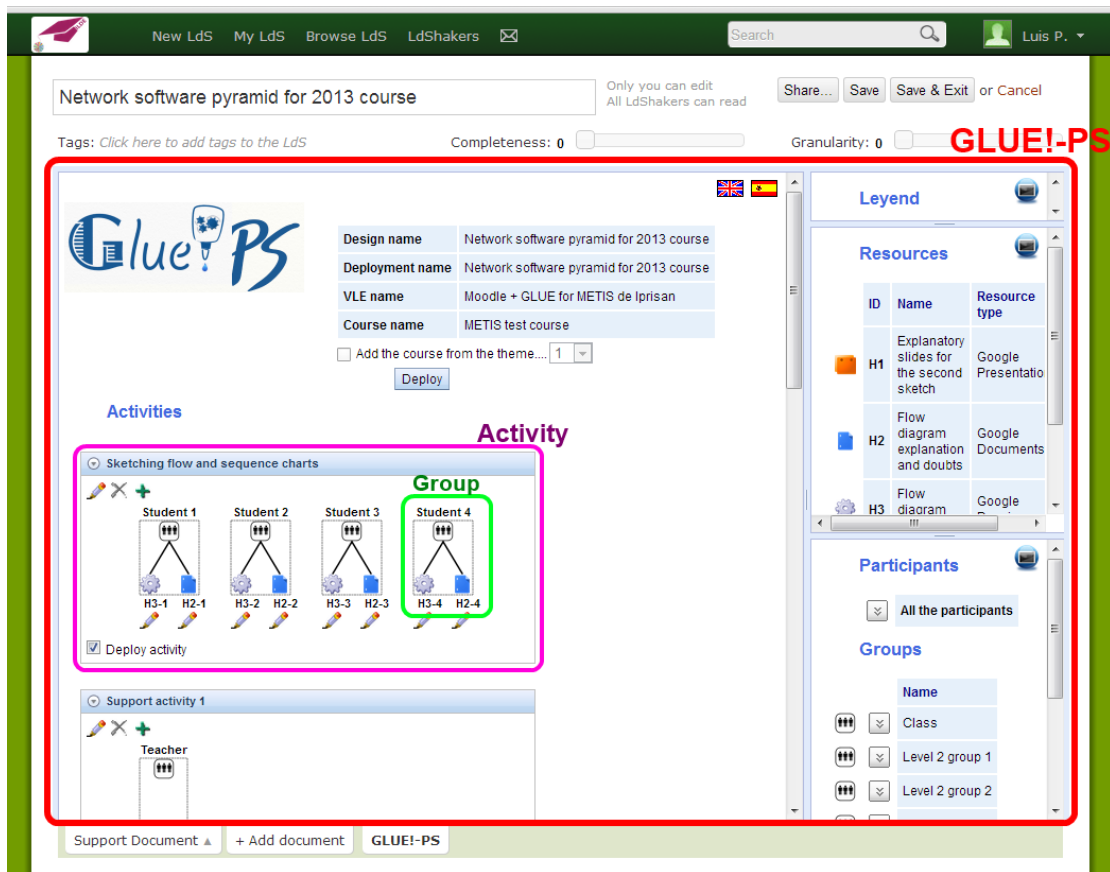 New LdS My LdS Browse LdS LdShakers Search Luis P.
Network software pyramid for 2013 course
Only you can edit
All LdShakers can read
Share... Save Save & Exit or Cancel
Tags: Click here to add tags to the LdS Completeness: 0 Granularity: 0
GLUE!-PS
Glue!PS
Design name Network software pyramid for 2013 course
Deployment name Network software pyramid for 2013 course
VLE name Moodle + GLUE for METIS de Iprisan
Course name METIS test course
Add the course from the theme.... 1
Deploy
Activities
Activity
Sketching flow and sequence charts
Group
Student 1 Student 2 Student 3 Student 4
H3-1 H2-1 H3-2 H2-2 H3-3 H2-3 H3-4 H2-4
Deploy activity
Support activity 1
Teacher
Leyend
Resources
ID Name Resource
type
H1 Explanatory
slides for
the second
sketch
Google
Presentatio
H2 Flow
diagram
explanation
and doubts
Google
Documents
H3 Flow
diagram
Google
Participants
All the participants
Groups
Name
Class
Level 2 group 1
Level 2 group 2
Support Document + Add document GLUE!-PS